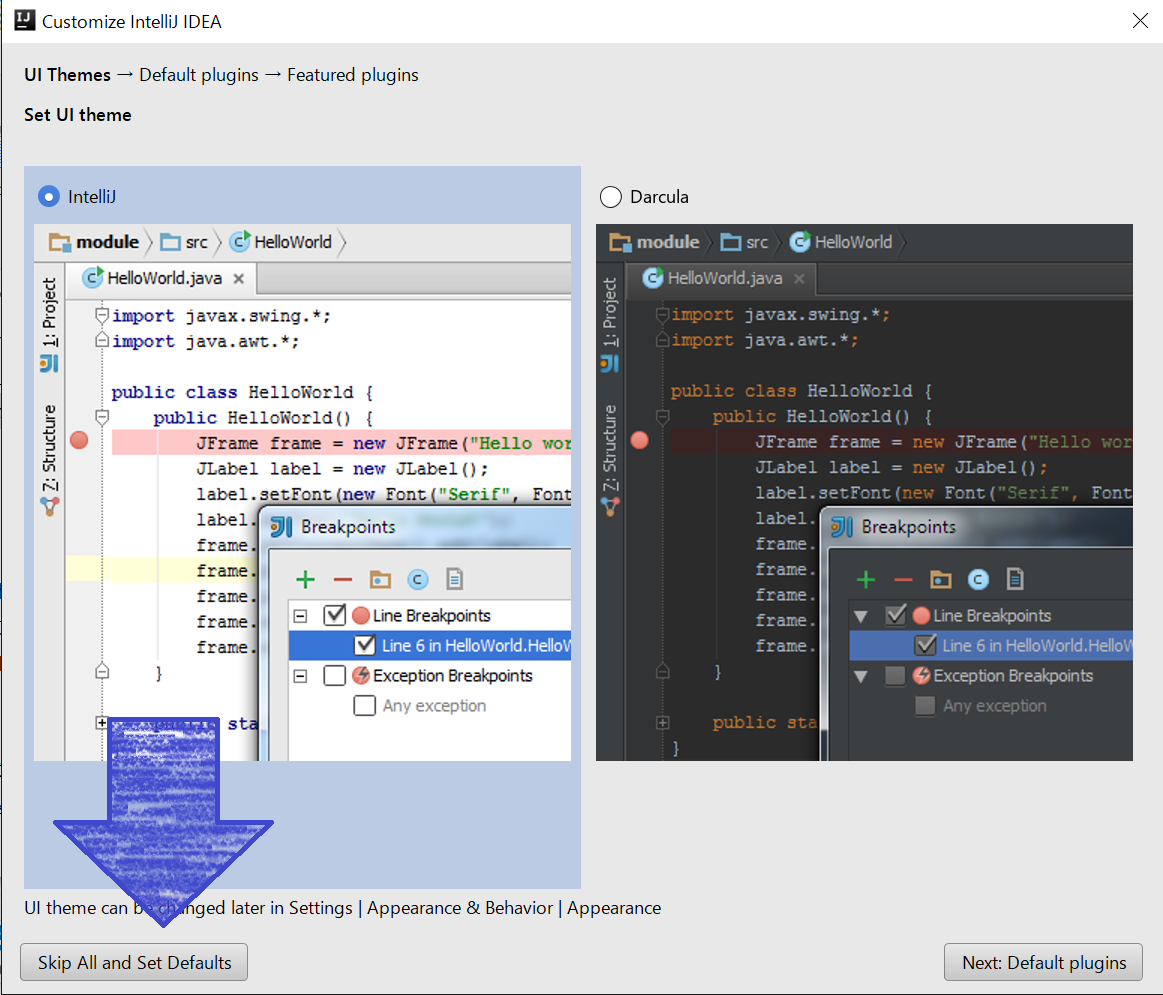 IJ Customize IntelliJ IDEA
UI Themes → Default plugins → Featured plugins
Set UI theme
IntelliJ
module src HelloWorld
HelloWorld.java
1: Project
7: Structure
import javax.swing.*;
import java.awt.*;
public class HelloWorld {
public HelloWorld() {
JFrame frame = new JFrame("Hello wor
JLabel label = new JLabel();
label.setFont(new Font("Serif", Font
label.
frame.
frame.
frame.
frame.
frame.
}
sta
Breakpoints
Line Breakpoints
Line 6 in HelloWorld.HelloW
Exception Breakpoints
Any exception
Darcula
module src HelloWorld
HelloWorld.java
1: Project
7: Structure
import javax.swing.*;
import java.awt.*;
public class HelloWorld {
public HelloWorld() {
JFrame frame = new JFrame("Hello wor
JLabel label = new JLabel();
label.setFont(new Font("Serif", Font
label.
frame.
frame.
frame.
frame.
frame.
}
public sta
}
Breakpoints
Line Breakpoints
Line 6 in HelloWorld.HelloW
Exception Breakpoints
Any exception
UI theme can be changed later in Settings | Appearance & Behavior | Appearance
Skip All and Set Defaults
Next: Default plugins